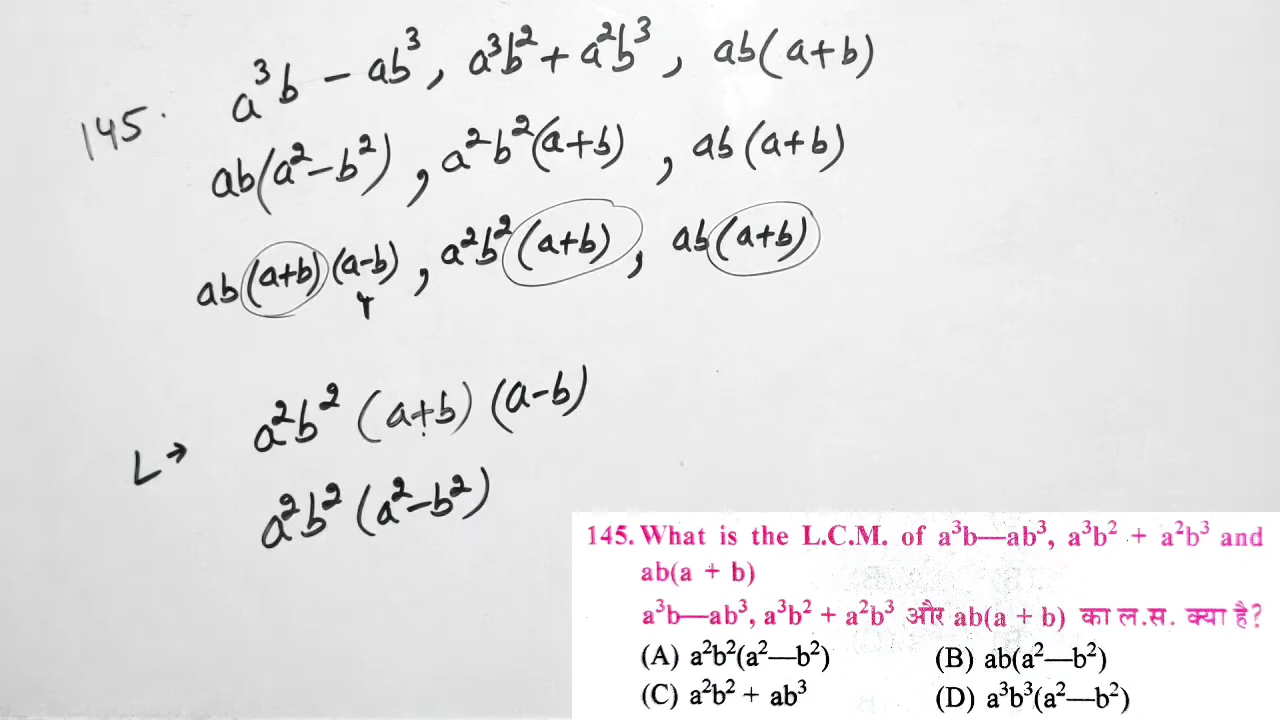 145. a³b - ab³, a³b² + a²b³, ab(a+b)
ab(a²-b²), a²b²(a+b), ab(a+b)
ab(a+b)(a-b), a²b²(a+b), ab(a+b)
L→ a²b² (a+b) (a-b)
a²b² (a²-b²)
145. What is the L.C.M. of a³b—ab³, a³b² + a²b³ and
ab(a + b)
a³b—ab³, a³b² + a²b³ और ab(a + b) का ल.स. क्या है?
(A) a²b²(a²—b²) (B) ab(a²—b²)
(C) a²b² + ab³ (D) a³b³(a²—b²)